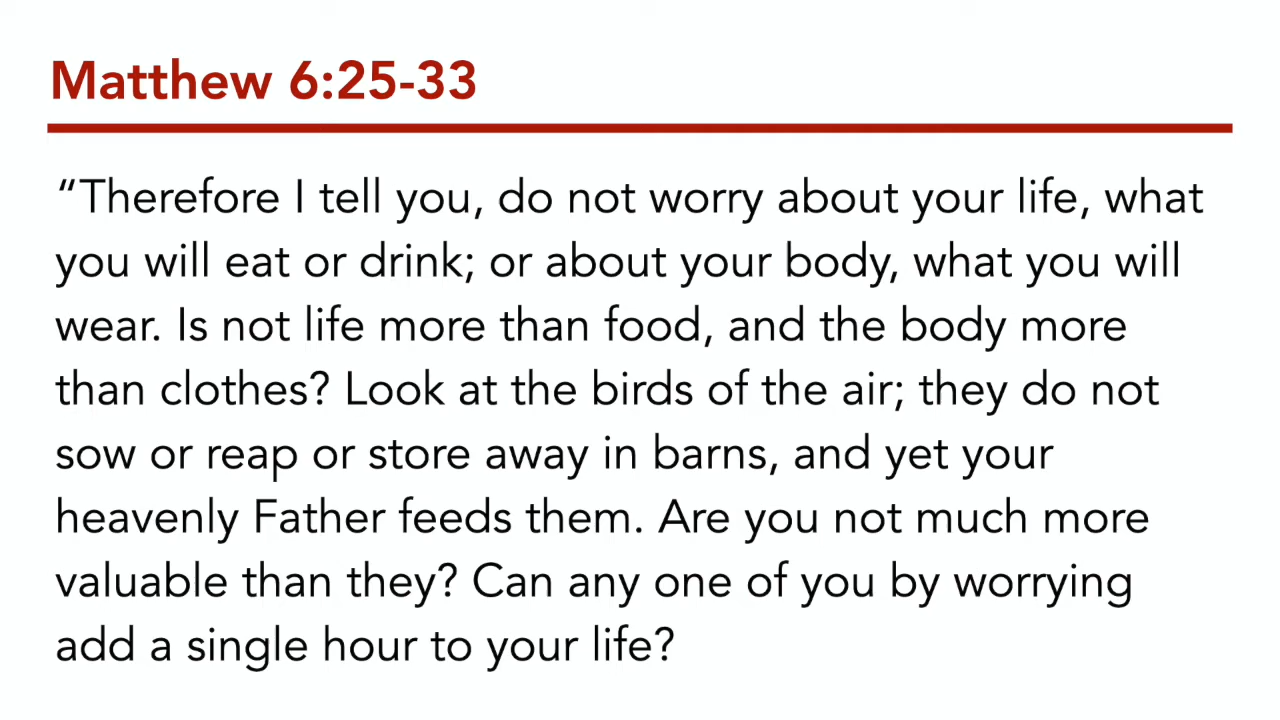 Matthew 6:25-33
“Therefore I tell you, do not worry about your life, what
you will eat or drink; or about your body, what you will
wear. Is not life more than food, and the body more
than clothes? Look at the birds of the air; they do not
sow or reap or store away in barns, and yet your
heavenly Father feeds them. Are you not much more
valuable than they? Can any one of you by worrying
add a single hour to your life?